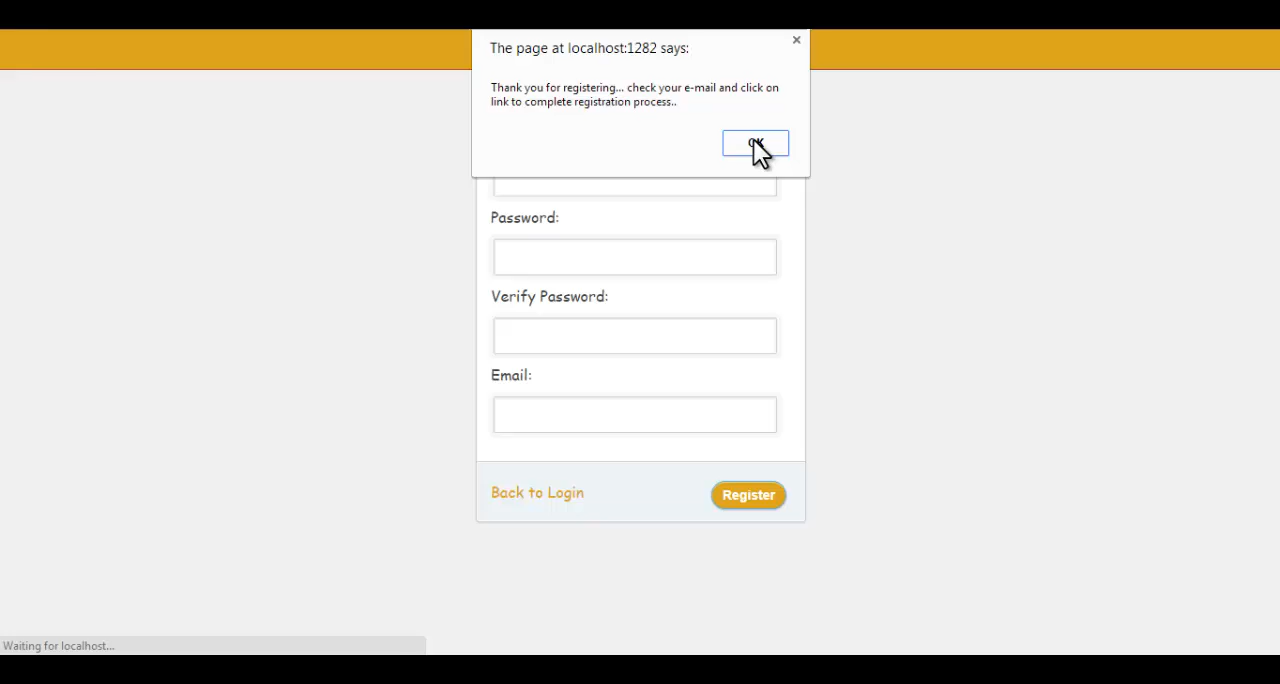 The page at localhost:1282 says:
Thank you for registering... check your e-mail and click on
link to complete registration process..
OK
Password:
Verify Password:
Email:
Back to Login
Register
Waiting for localhost...